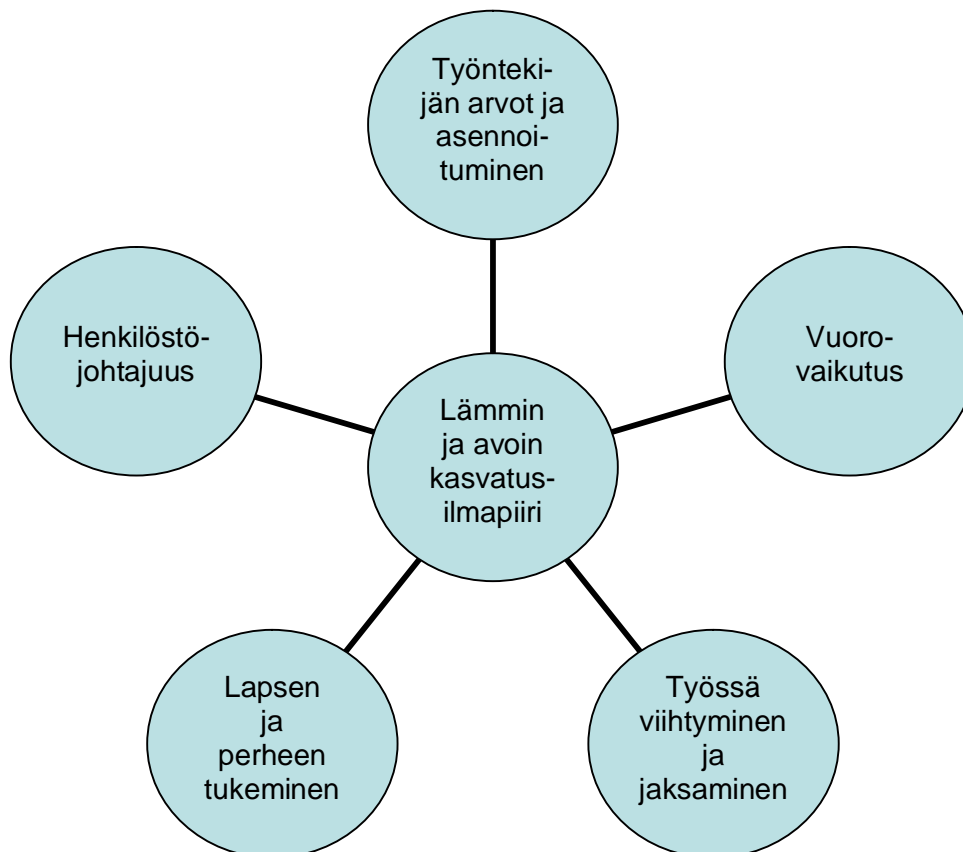 Työnteki-
jän arvot ja
asennoi-
tuminen
Henkilöstö-
johtajuus
Vuoro-
vaikutus
Lämmin
ja avoin
kasvatus-
ilmapiiri
Lapsen
ja
perheen
tukeminen
Työssä
viihtyminen
ja
jaksaminen